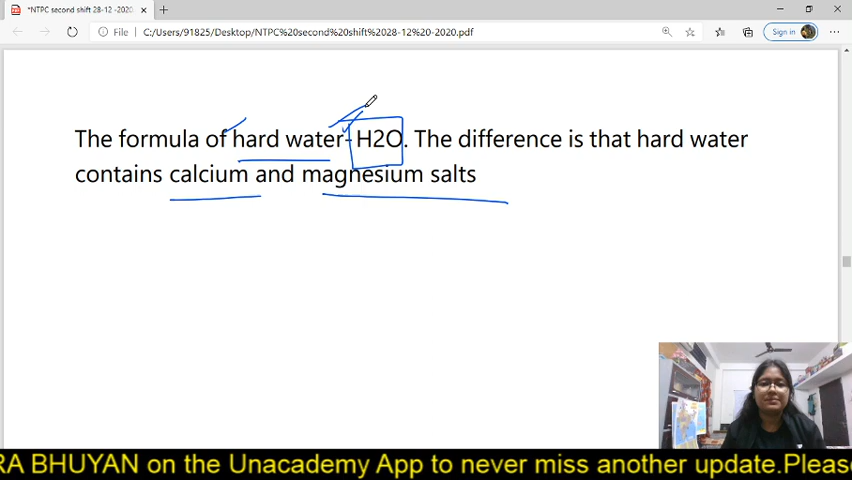 *NTPC second shift 28-12 -2020.
Sign in
File
C:/Users/91825/Desktop/NTPC%20second%20shift%2028-12%20-2020.pdf
The formula of hard water- H2O. The difference is that hard water
contains calcium and magnesium salts
RA BHUYAN on the Unacademy App to never miss another update.Please